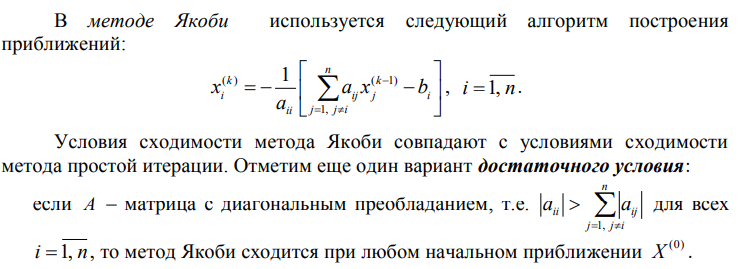 В методе Якоби используется следующий алгоритм построения
приближений:
$x_i^{(k)} = -\frac{1}{a_{ii}} \left[ \sum_{j=1, j \neq i}^{n} a_{ij} x_j^{(k-1)} - b_i \right], \ i = \overline{1, n}.$
Условия сходимости метода Якоби совпадают с условиями сходимости
метода простой итерации. Отметим еще один вариант достаточного условия:
если $A$ – матрица с диагональным преобладанием, т.е. $|a_{ii}| > \sum_{j=1, j \neq i}^{n} |a_{ij}|$ для всех
$i = \overline{1, n}$, то метод Якоби сходится при любом начальном приближении $X^{(0)}$.